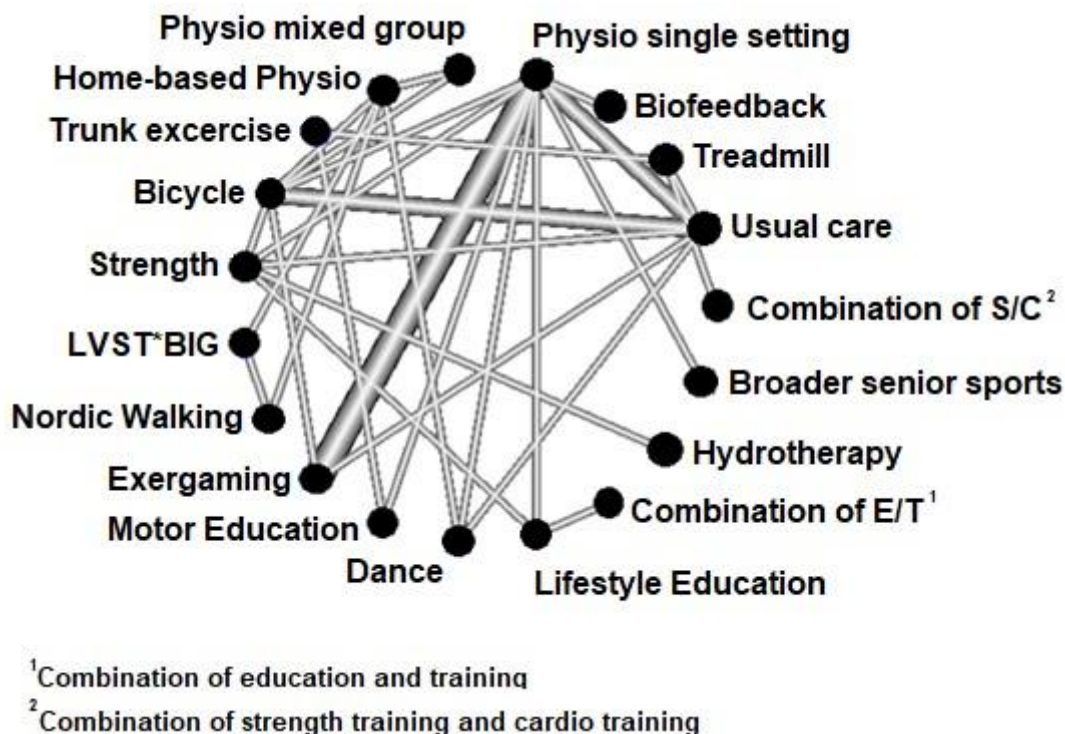 Physio mixed group
Physio single setting
Home-based Physio
Biofeedback
Trunk excercise
Treadmill
Bicycle
Usual care
Strength
Combination of S/C²
LVST*BIG
Broader senior sports
Nordic Walking
Hydrotherapy
Exergaming
Combination of E/T¹
Motor Education
Dance
Lifestyle Education
¹Combination of education and training
²Combination of strength training and cardio training